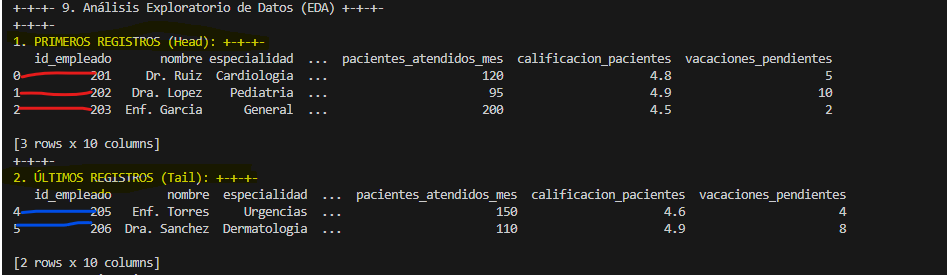 +-+-+- 9. Análisis Exploratorio de Datos (EDA) +-+-+-
+-+-+-
1. PRIMEROS REGISTROS (Head): +-+-+-
id_empleado nombre especialidad ... pacientes_atendidos_mes calificacion_pacientes vacaciones_pendientes
0 201 Dr. Ruiz Cardiologia ... 120 4.8 5
1 202 Dra. Lopez Pediatria ... 95 4.9 10
2 203 Enf. Garcia General ... 200 4.5 2
[3 rows x 10 columns]
+-+-+-
2. ÚLTIMOS REGISTROS (Tail): +-+-+-
id_empleado nombre especialidad ... pacientes_atendidos_mes calificacion_pacientes vacaciones_pendientes
4 205 Enf. Torres Urgencias ... 150 4.6 4
5 206 Dra. Sanchez Dermatologia ... 110 4.9 8
[2 rows x 10 columns]